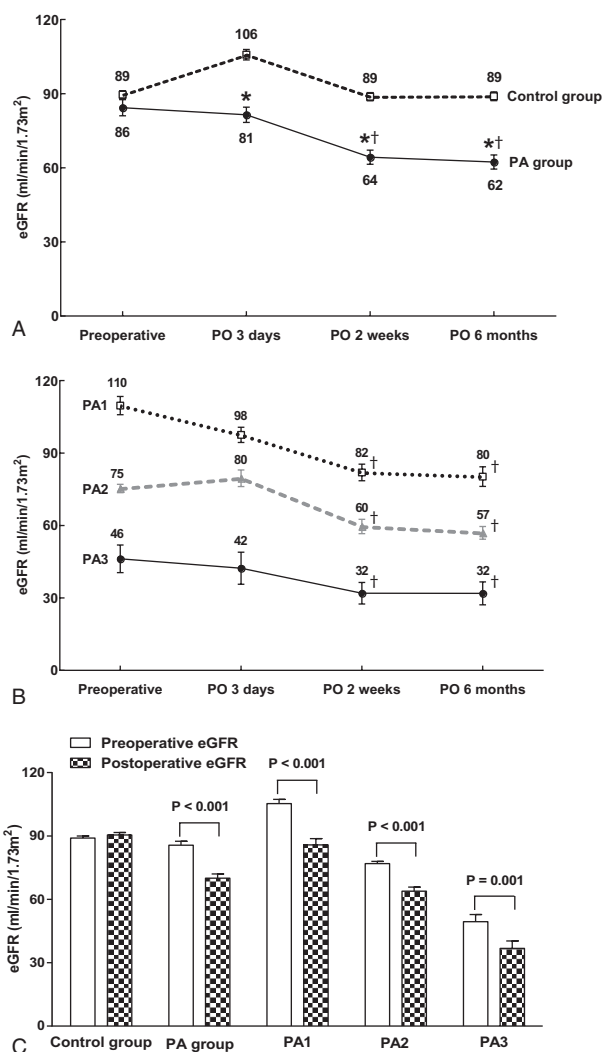 120
106
89
89
89
Control group
90
86
*
81
*†
*†
PA group
60
64
62
30
0
eGFR (ml/min/1.73m²)
A
Preoperative
PO 3 days
PO 2 weeks
PO 6 months
120
110
PA1
98
90
82
†
80
†
75
PA2
80
60
60
†
57
†
46
PA3
42
30
32
†
32
†
0
eGFR (ml/min/1.73m²)
B
Preoperative
PO 3 days
PO 2 weeks
PO 6 months
Preoperative eGFR
Postoperative eGFR
P < 0.001
P < 0.001
P < 0.001
P = 0.001
120
90
60
30
0
eGFR (ml/min/1.73m²)
C
Control group
PA group
PA1
PA2
PA3